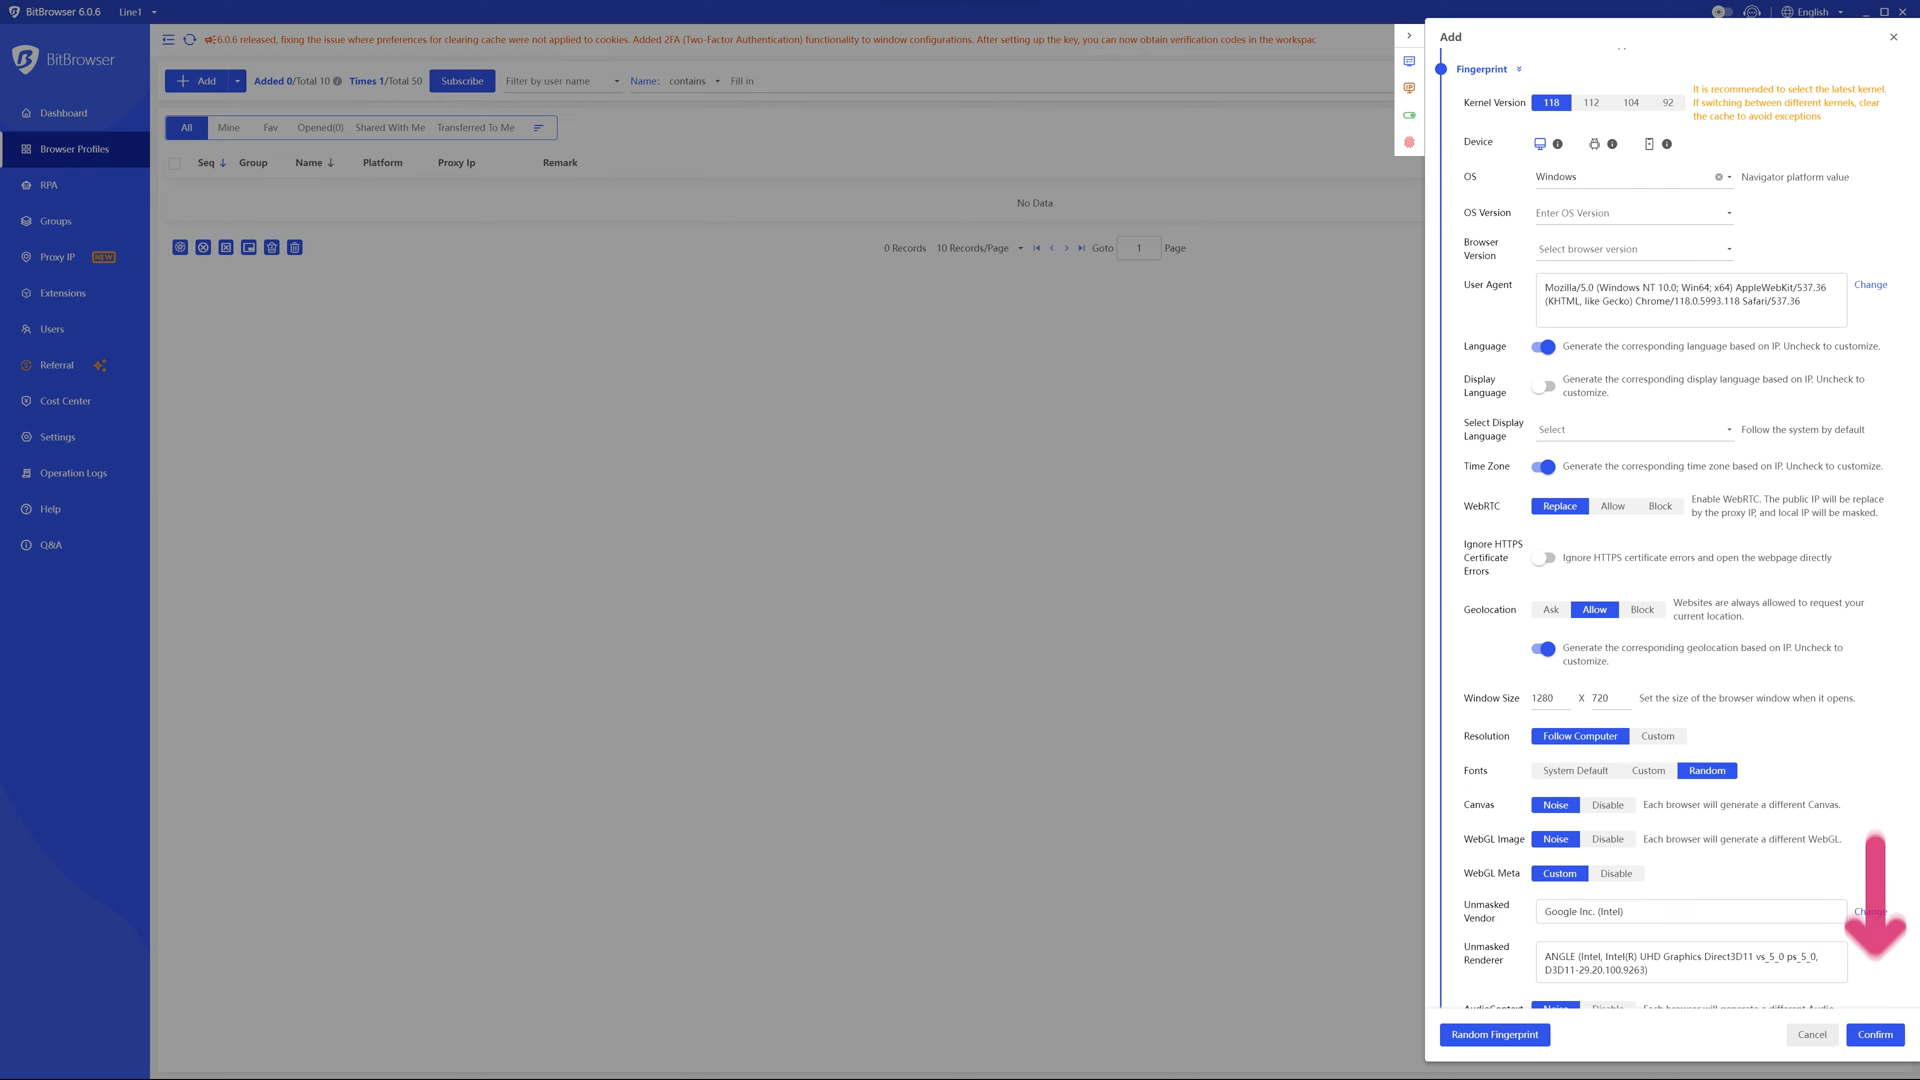 BitBrowser 6.0.6
Line1
English
BitBrowser
Dashboard
Browser Profiles
RPA
Groups
Proxy IP NEW
Extensions
Users
Referral
Cost Center
Settings
Operation Logs
Help
Q&A
6.0.6 released, fixing the issue where preferences for clearing cache were not applied to cookies. Added 2FA (Two-Factor Authentication) functionality to window configurations. After setting up the key, you can now obtain verification codes in the workspac
Add
Added 0/Total 10
Times 1/Total 50
Subscribe
Filter by user name
Name: contains
Fill in
All Mine Fav Opened(0) Shared With Me Transferred To Me
Seq Group Name Platform Proxy Ip Remark
No Data
0 Records 10 Records/Page Goto 1 Page
IP
Add
Fingerprint
Kernel Version 118 112 104 92
It is recommended to select the latest kernel.
If switching between different kernels, clear
the cache to avoid exceptions
Device
OS Windows Navigator platform value
OS Version Enter OS Version
Browser
Version
Select browser version
User Agent
Mozilla/5.0 (Windows NT 10.0; Win64; x64) AppleWebKit/537.36
(KHTML, like Gecko) Chrome/118.0.5993.118 Safari/537.36
Change
Language Generate the corresponding language based on IP. Uncheck to customize.
Display
Language
Generate the corresponding display language based on IP. Uncheck to
customize.
Select Display
Language
Select
Follow the system by default
Time Zone Generate the corresponding time zone based on IP. Uncheck to customize.
WebRTC Replace Allow Block
Enable WebRTC. The public IP will be replace
by the proxy IP, and local IP will be masked.
Ignore HTTPS
Certificate
Errors
Ignore HTTPS certificate errors and open the webpage directly
Geolocation Ask Allow Block
Websites are always allowed to request your
current location.
Generate the corresponding geolocation based on IP. Uncheck to
customize.
Window Size 1280 X 720 Set the size of the browser window when it opens.
Resolution Follow Computer Custom
Fonts System Default Custom Random
Canvas Noise Disable Each browser will generate a different Canvas.
WebGL Image Noise Disable Each browser will generate a different WebGL.
WebGL Meta Custom Disable
Unmasked
Vendor
Google Inc. (Intel)
Change
Unmasked
Renderer
ANGLE (Intel, Intel(R) UHD Graphics Direct3D11 vs_5_0 ps_5_0,
D3D11-29.20.100.9263)
AudioContext Noise Disable Each browser will generate a different Audio.
Random Fingerprint
Cancel
Confirm